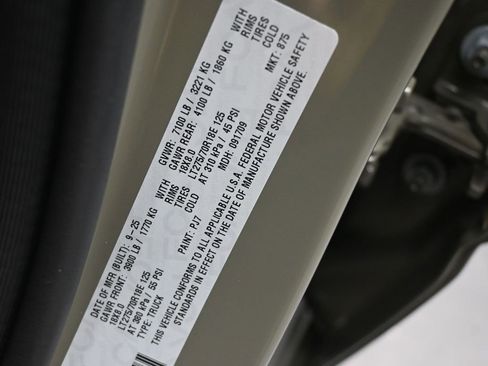 DATE OF MFR (BUILT): 9-25 GVWR: 7100 LB / 3221 KG
GAWR FRONT: 3900 LB / 1770 KG WITH GAWR REAR: 4100 LB / 1860 KG WITH
18X8.0 RIMS 18X8.0 RIMS
LT275/70R18E 125 TIRES LT275/70R18E 125 TIRES
AT 380 kPa / 55 PSI COLD AT 310 kPa / 45 PSI COLD
TYPE: TRUCK PAINT: PJ7 MDH: 091709 MKT: 875
THIS VEHICLE CONFORMS TO ALL APPLICABLE U.S.A. FEDERAL MOTOR VEHICLE SAFETY
STANDARDS IN EFFECT ON THE DATE OF MANUFACTURE SHOWN ABOVE.